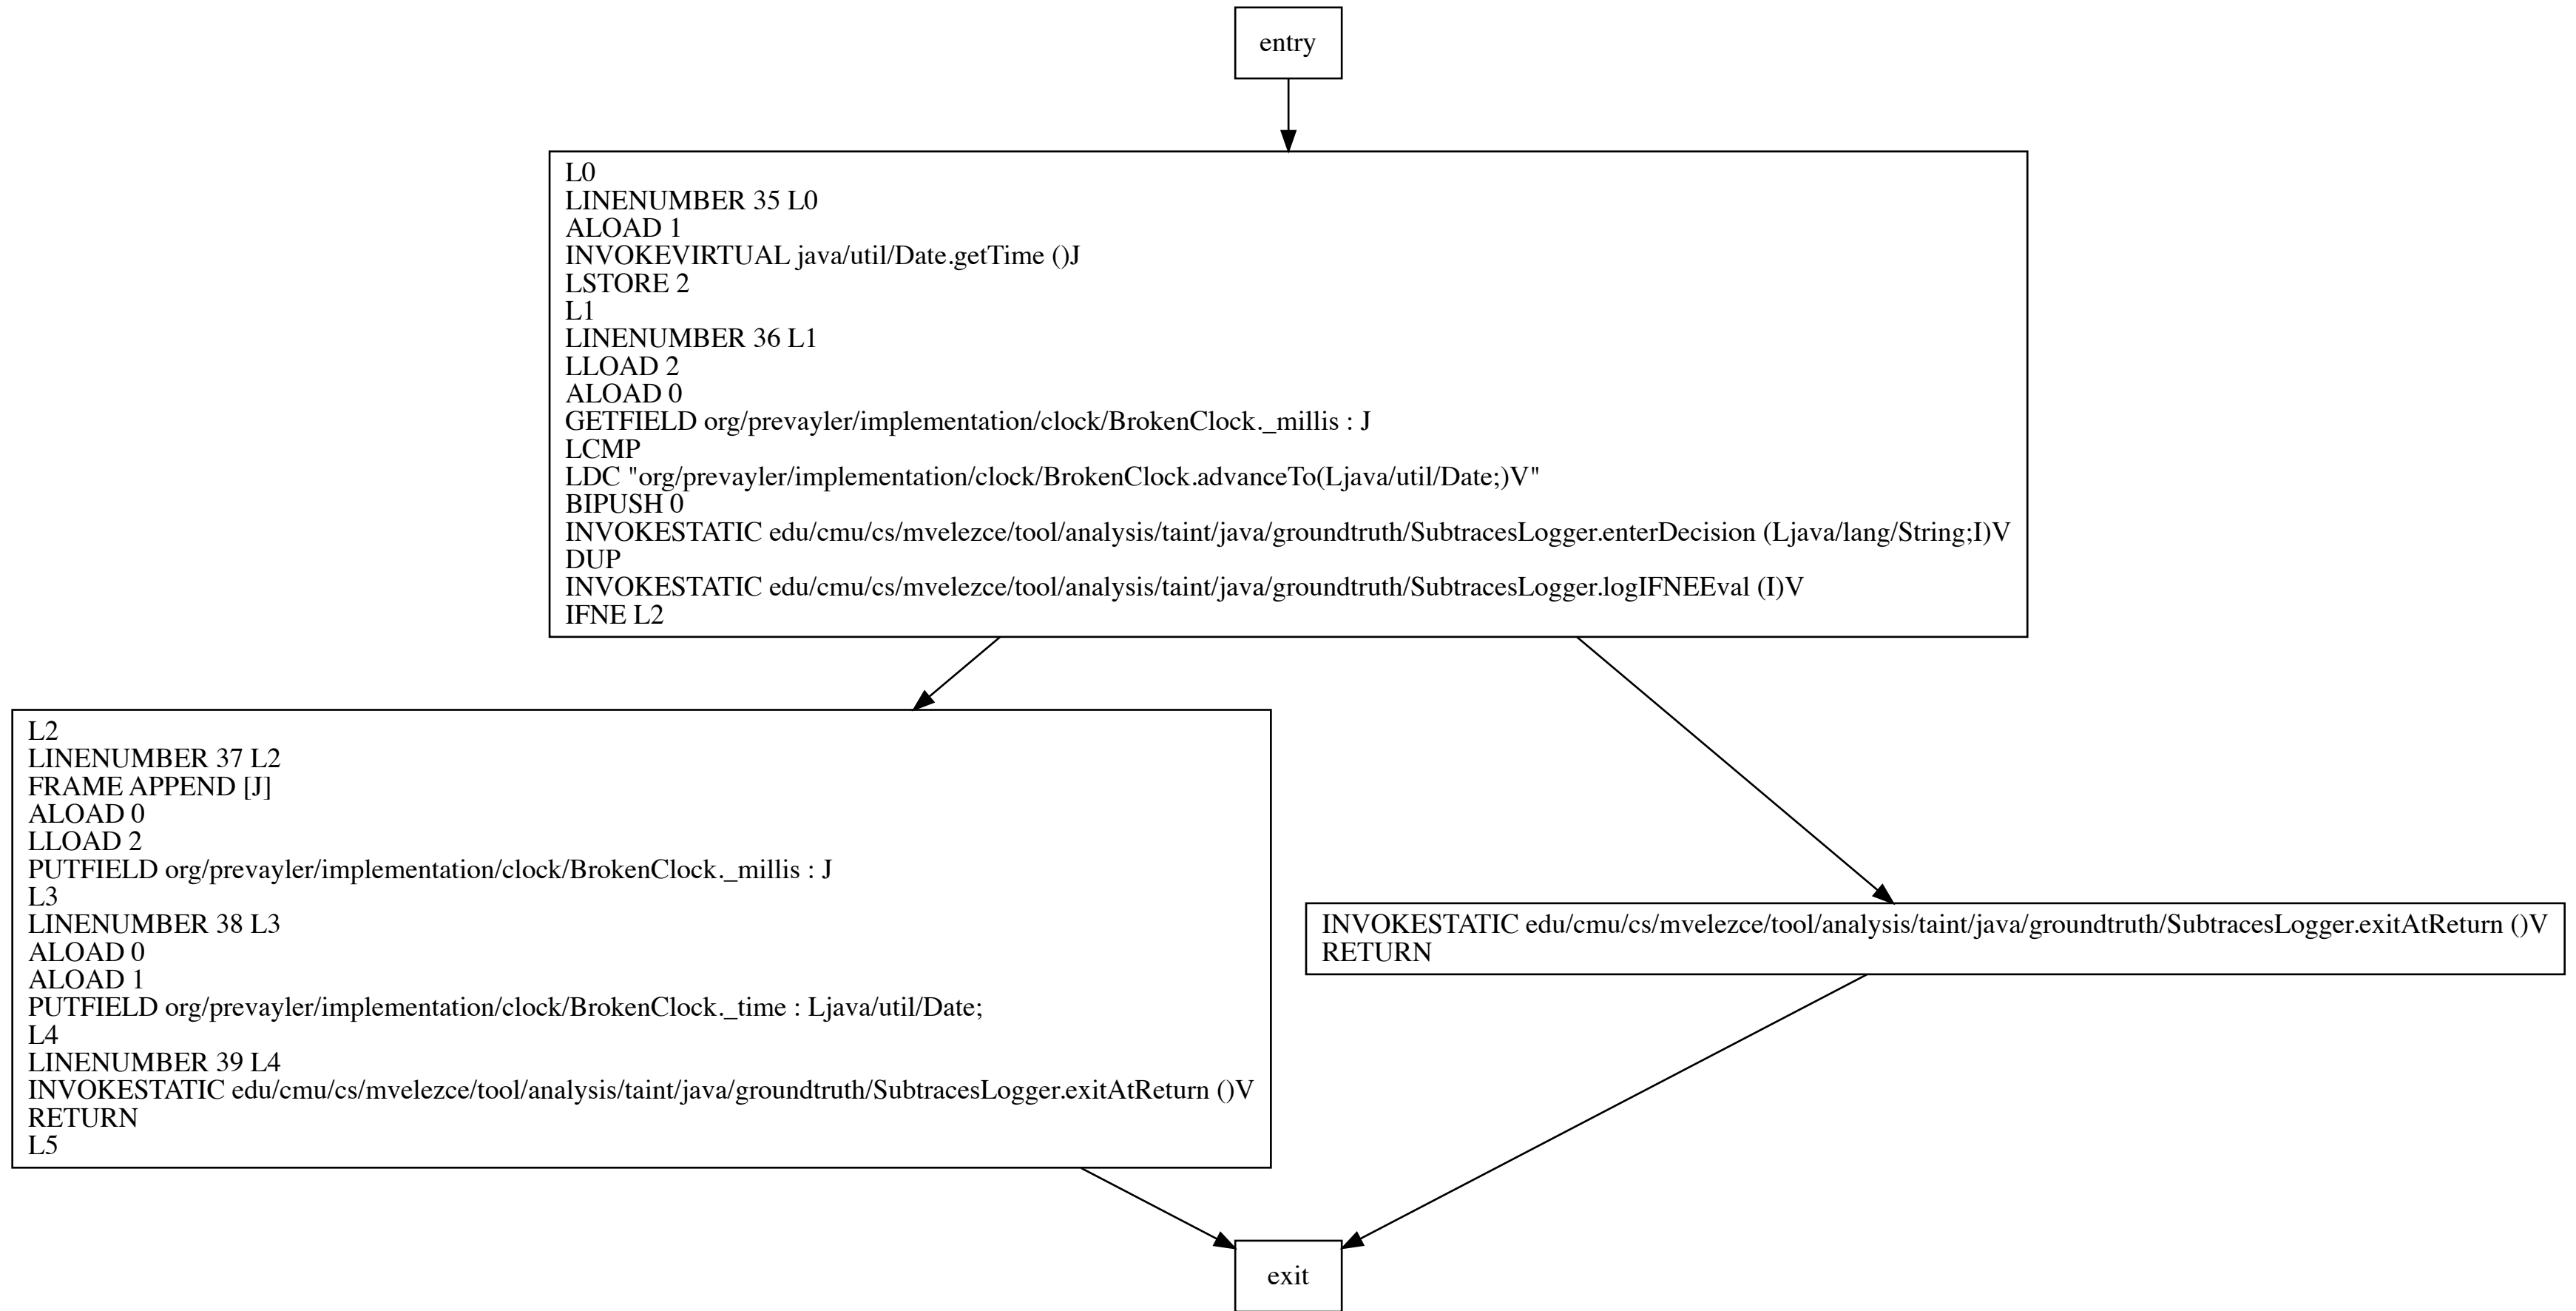 entry
L0
LINENUMBER 35 L0
ALOAD 1
INVOKEVIRTUAL java/util/Date.getTime ()J
LSTORE 2
L1
LINENUMBER 36 L1
LLOAD 2
ALOAD 0
GETFIELD org/prevayler/implementation/clock/BrokenClock._millis : J
LCMP
LDC "org/prevayler/implementation/clock/BrokenClock.advanceTo(Ljava/util/Date;)V"
BIPUSH 0
INVOKESTATIC edu/cmu/cs/mvelezce/tool/analysis/taint/java/groundtruth/SubtracesLogger.enterDecision (Ljava/lang/String;I)V
DUP
INVOKESTATIC edu/cmu/cs/mvelezce/tool/analysis/taint/java/groundtruth/SubtracesLogger.logIFNEEval (I)V
IFNE L2
L2
LINENUMBER 37 L2
FRAME APPEND [J]
ALOAD 0
LLOAD 2
PUTFIELD org/prevayler/implementation/clock/BrokenClock._millis : J
L3
LINENUMBER 38 L3
ALOAD 0
ALOAD 1
PUTFIELD org/prevayler/implementation/clock/BrokenClock._time : Ljava/util/Date;
L4
LINENUMBER 39 L4
INVOKESTATIC edu/cmu/cs/mvelezce/tool/analysis/taint/java/groundtruth/SubtracesLogger.exitAtReturn ()V
RETURN
L5
INVOKESTATIC edu/cmu/cs/mvelezce/tool/analysis/taint/java/groundtruth/SubtracesLogger.exitAtReturn ()V
RETURN
exit